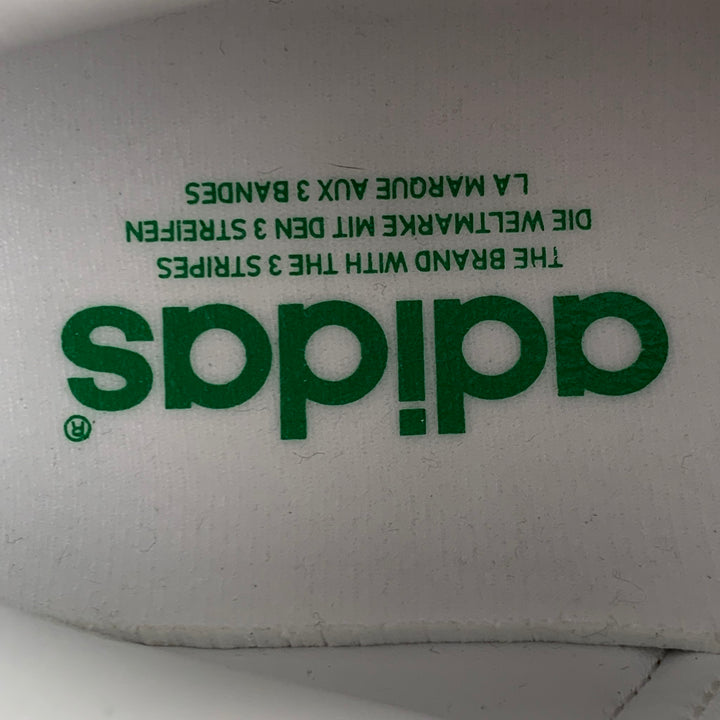 adidas®
THE BRAND WITH THE 3 STRIPES
DIE WELTMARKE MIT DEN 3 STREIFEN
LA MARQUE AUX 3 BANDES